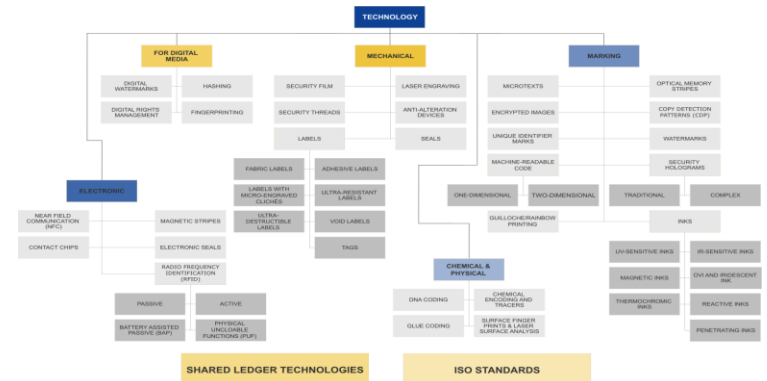 TECHNOLOGY
FOR DIGITAL
MEDIA
DIGITAL
WATERMARKS
HASHING
DIGITAL RIGHTS
MANAGEMENT
FINGERPRINTING
MECHANICAL
SECURITY FILM
LASER ENGRAVING
SECURITY THREADS
ANTI-ALTERATION
DEVICES
LABELS
SEALS
FABRIC LABELS
ADHESIVE LABELS
LABELS WITH
MICRO-ENGRAVED
CLICHÉS
ULTRA-RESISTANT
LABELS
ULTRA-
DESTRUCTIBLE
LABELS
VOID LABELS
TAGS
MARKING
MICROTEXTS
OPTICAL MEMORY
STRIPES
ENCRYPTED IMAGES
COPY DETECTION
PATTERNS (CDP)
UNIQUE IDENTIFIER
MARKS
WATERMARKS
MACHINE-READABLE
CODE
SECURITY
HOLOGRAMS
ONE-DIMENSIONAL
TWO-DIMENSIONAL
TRADITIONAL
COMPLEX
GUILLOCHE/RAINBOW
PRINTING
INKS
UV-SENSITIVE INKS
IR-SENSITIVE INKS
MAGNETIC INKS
OVI AND IRIDESCENT
INK
THERMOCHROMIC
INKS
REACTIVE INKS
PENETRATING INKS
ELECTRONIC
NEAR FIELD
COMMUNICATION
(NFC)
MAGNETIC STRIPES
CONTACT CHIPS
ELECTRONIC SEALS
RADIO FREQUENCY
IDENTIFICATION
(RFID)
PASSIVE
ACTIVE
BATTERY ASSISTED
PASSIVE (BAP)
PHYSICAL
UNCLOABLE
FUNCTIONS (PUF)
CHEMICAL &
PHYSICAL
DNA CODING
CHEMICAL
ENCODING AND
TRACERS
GLUE CODING
SURFACE FINGER
PRINTS & LASER
SURFACE ANALYSIS
SHARED LEDGER TECHNOLOGIES
ISO STANDARDS